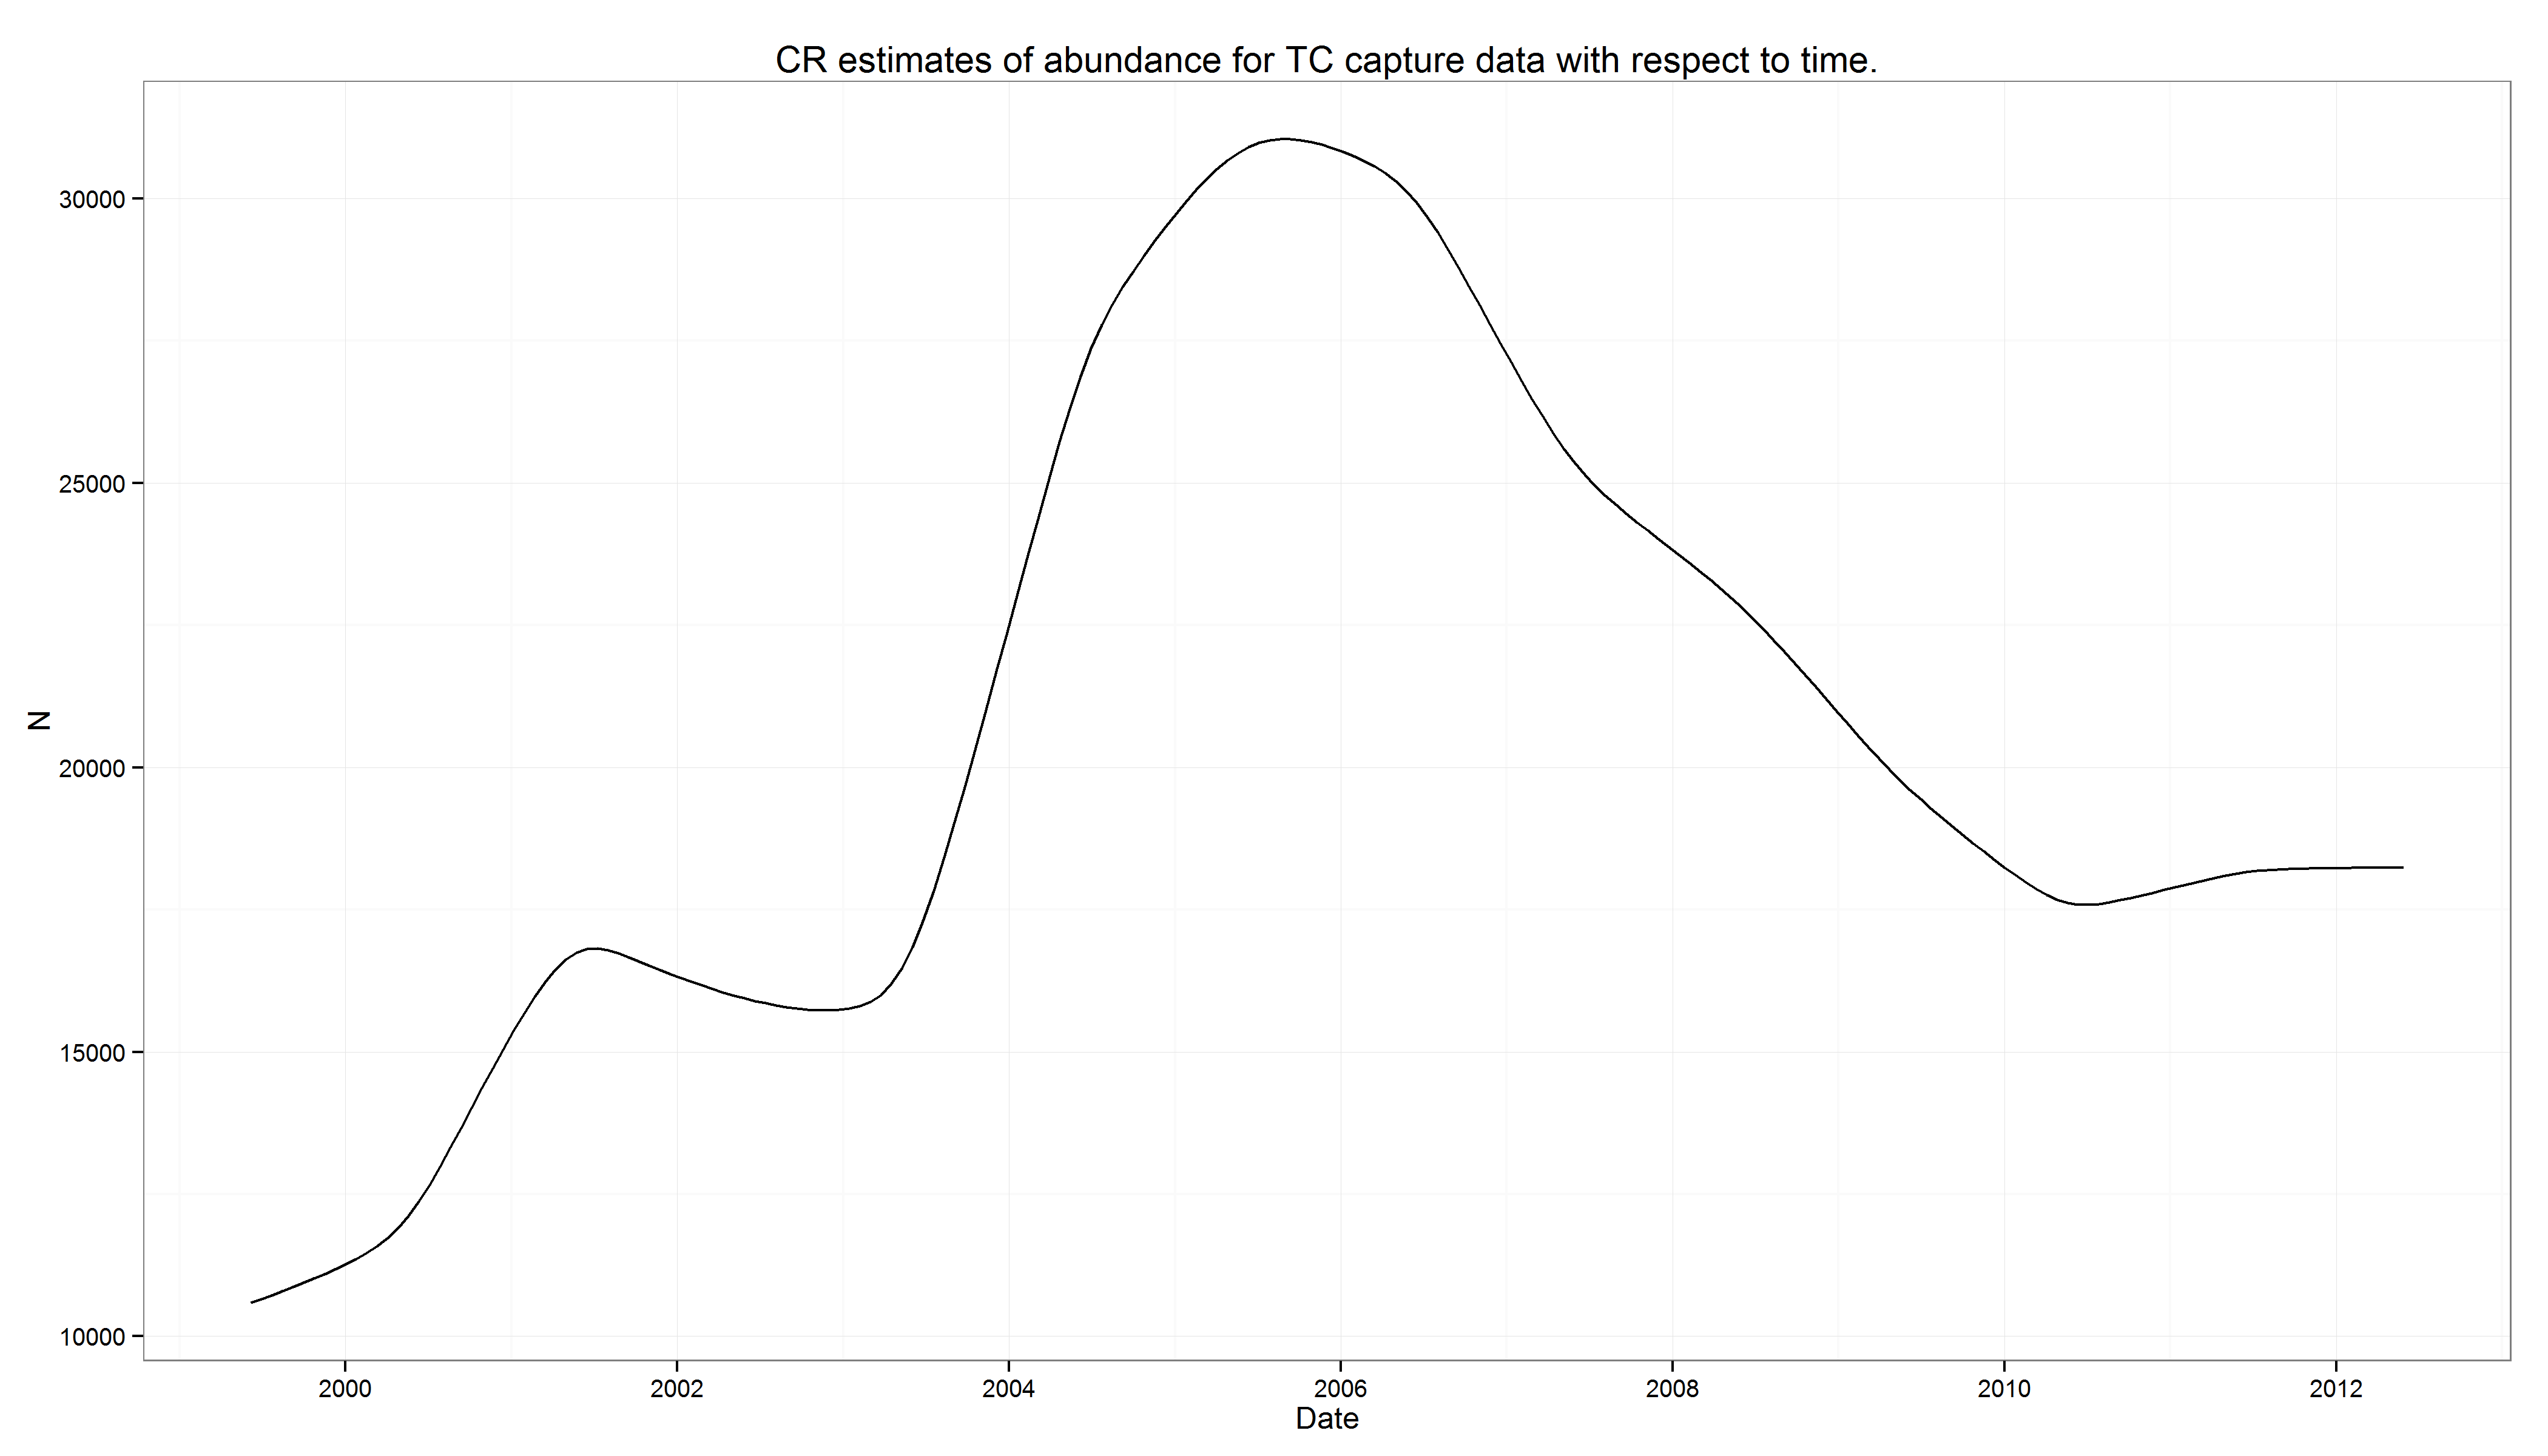 CR estimates of abundance for TC capture data with respect to time.
30000
25000
20000
15000
10000
N
2000 2002 2004 2006 2008 2010 2012
Date